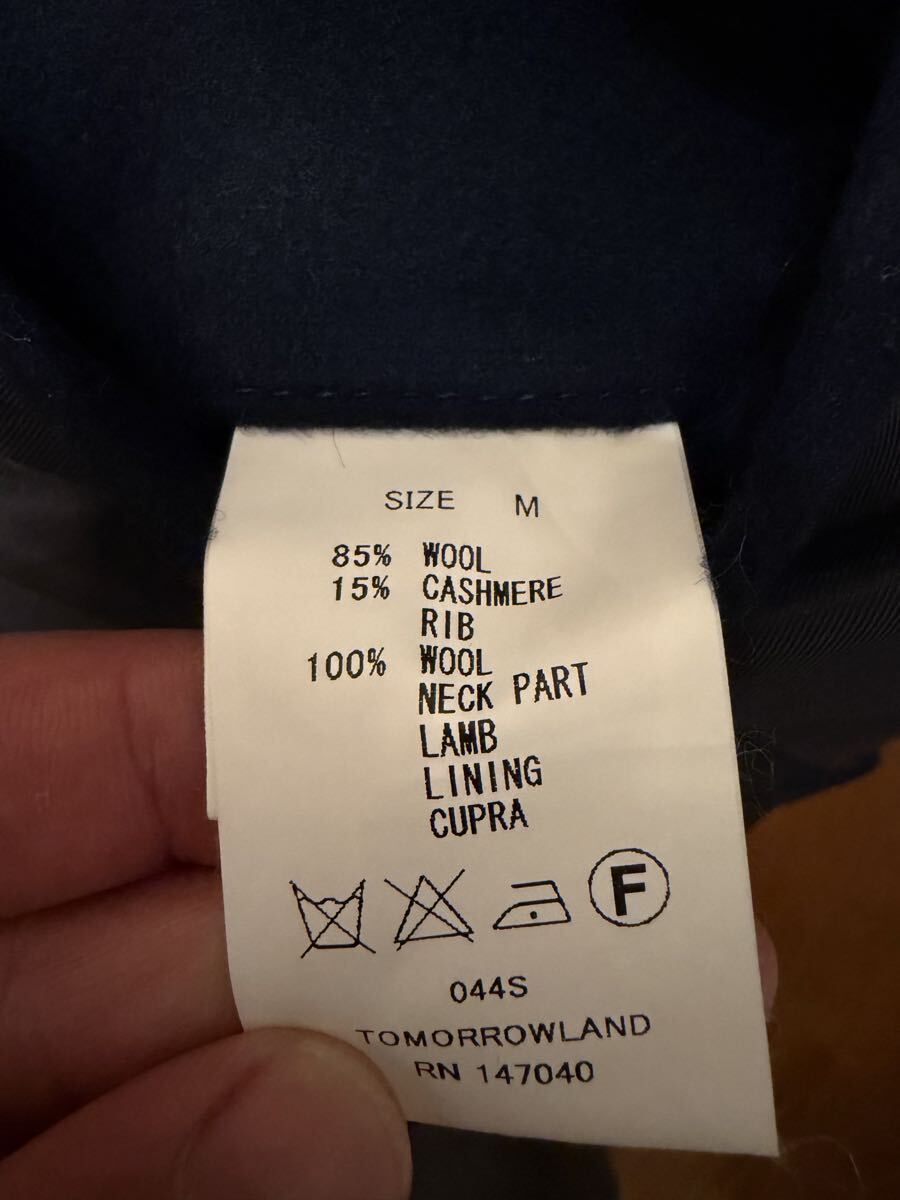 SIZE M
85% WOOL
15% CASHMERE
RIB
100% WOOL
NECK PART
LAMB
LINING
CUPRA
F
044S
TOMORROWLAND
RN 147040